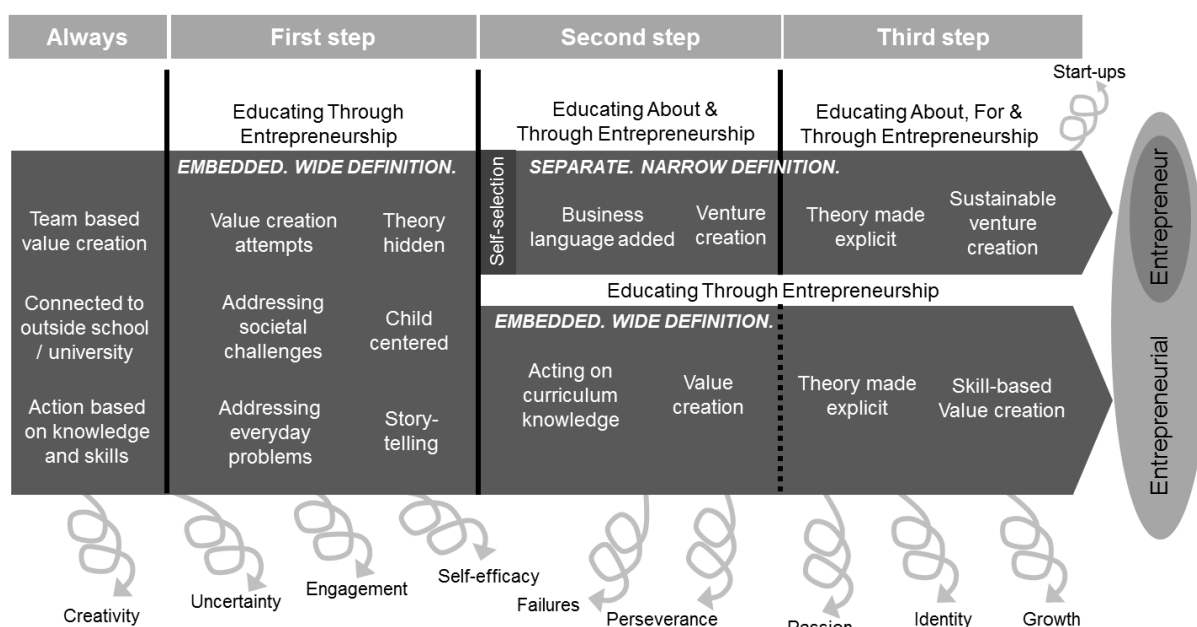 Always
First step
Second step
Third step
Start-ups
Educating Through
Entrepreneurship
Educating About &
Through Entrepreneurship
Educating About, For &
Through Entrepreneurship
EMBEDDED. WIDE DEFINITION.
Self-selection
SEPARATE. NARROW DEFINITION.
Team based
value creation
Value creation
attempts
Theory
hidden
Business
language added
Venture
creation
Theory made
explicit
Sustainable
venture
creation
Entrepreneur
Educating Through Entrepreneurship
Connected to
outside school
/ university
Addressing
societal
challenges
Child
centered
EMBEDDED. WIDE DEFINITION.
Acting on
curriculum
knowledge
Value
creation
Theory made
explicit
Skill-based
Value creation
Entrepreneurial
Action based
on knowledge
and skills
Addressing
everyday
problems
Story-
telling
Creativity
Uncertainty
Engagement
Self-efficacy
Failures
Perseverance
Passion
Identity
Growth